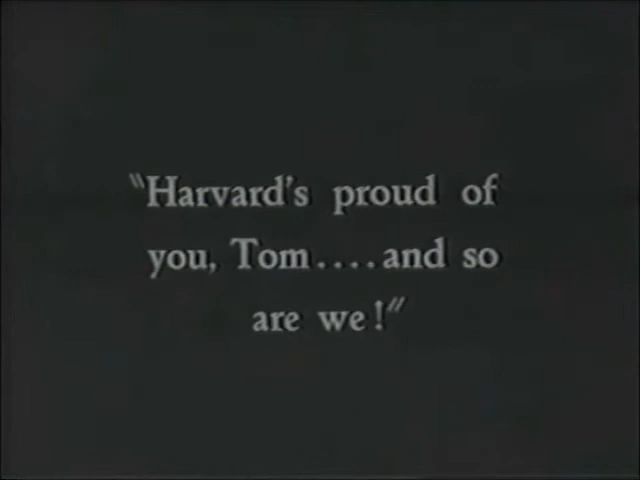 "Harvard's proud of
you, Tom....and so
are we!"